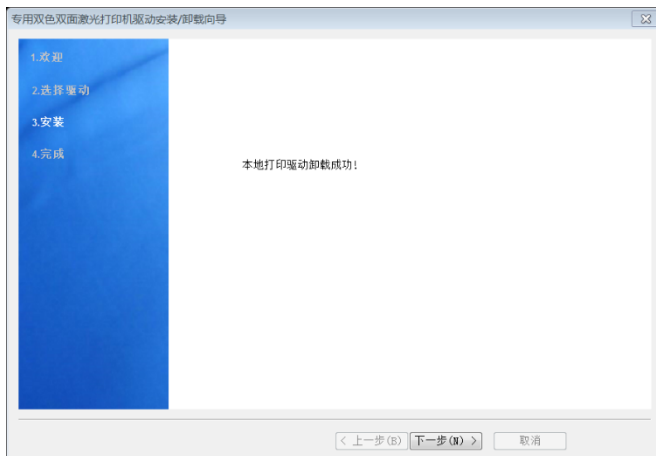 专用双色双面激光打印机驱动安装/卸载向导
1.欢迎
2.选择驱动
3.安装
4.完成
本地打印驱动卸载成功!
< 上一步(B) 下一步(N) > 取消